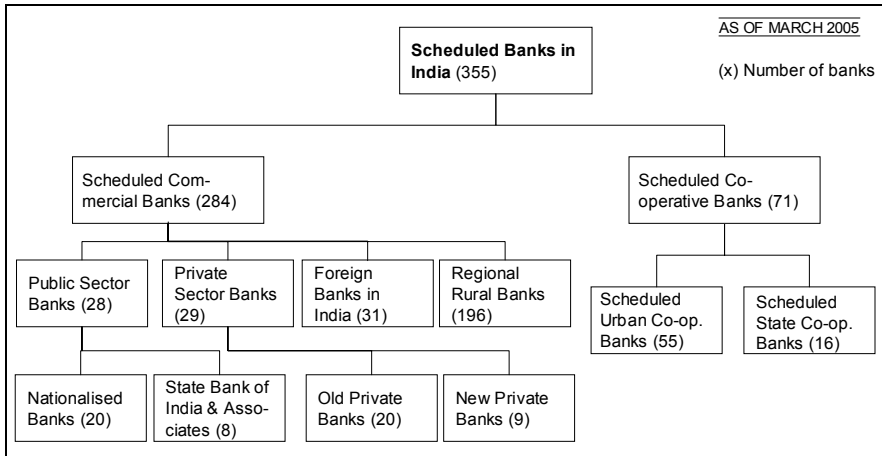 AS OF MARCH 2005
(x) Number of banks
Scheduled Banks in
India (355)
Scheduled Com-
mercial Banks (284)
Scheduled Co-
operative Banks (71)
Public Sector
Banks (28)
Private
Sector Banks
(29)
Foreign
Banks in
India (31)
Regional
Rural Banks
(196)
Scheduled
Urban Co-op.
Banks (55)
Scheduled
State Co-op.
Banks (16)
Nationalised
Banks (20)
State Bank of
India & Asso-
ciates (8)
Old Private
Banks (20)
New Private
Banks (9)